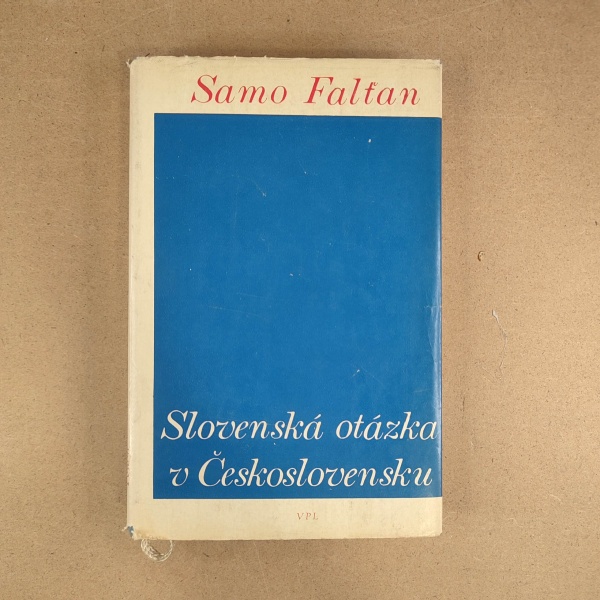 Samo Falťan
Slovenská otázka
v Československu
VPL